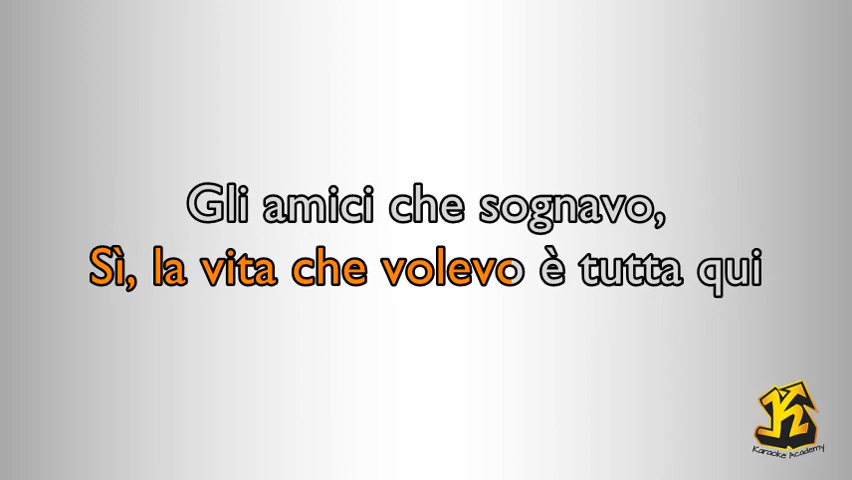 Gli amici che sognavo,
Sì, la vita che volevo è tutta qui
K
Karaoke Academy